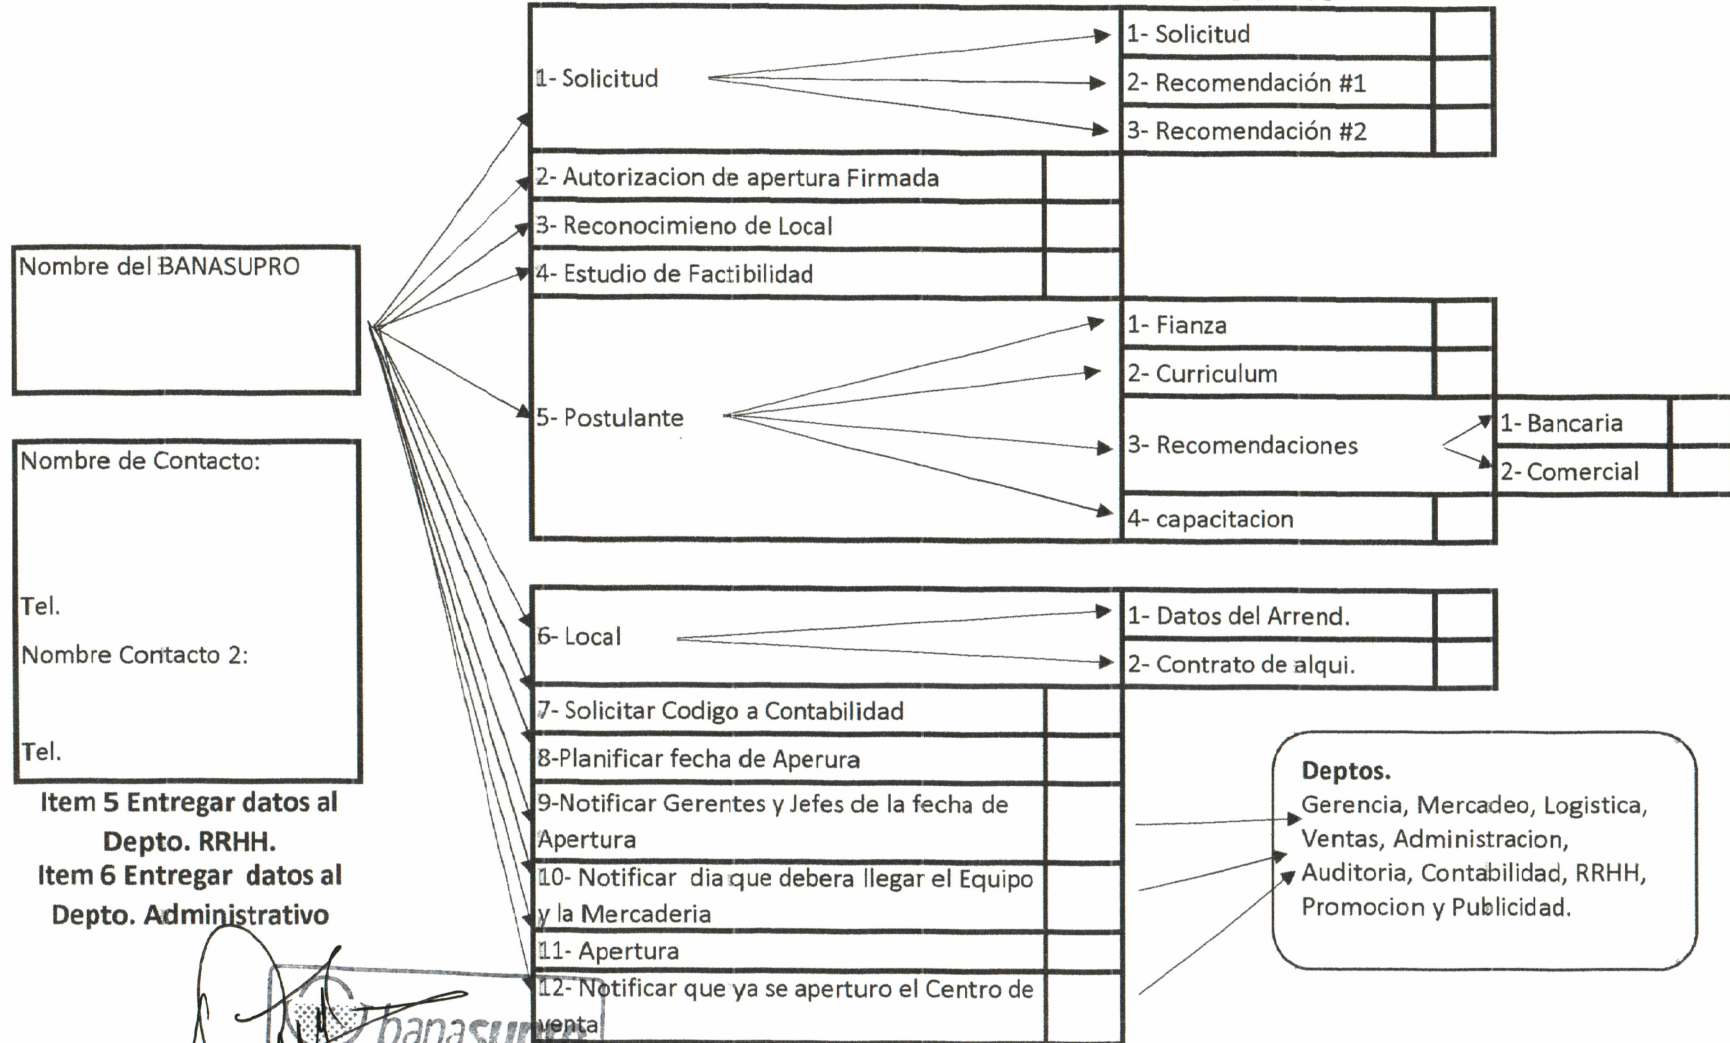 Nombre del BANASUPRO
Nombre de Contacto:
Tel.
Nombre Contacto 2:
Tel.
Item 5 Entregar datos al
Depto. RRHH.
Item 6 Entregar datos al
Depto. Administrativo
banasupro
1- Solicitud
1- Solicitud
2- Recomendación #1
3- Recomendación #2
2- Autorizacion de apertura Firmada
3- Reconocimieno de Local
4- Estudio de Factibilidad
5- Postulante
1- Fianza
2- Curriculum
3- Recomendaciones
1- Bancaria
2- Comercial
4- capacitacion
6- Local
1- Datos del Arrend.
2- Contrato de alqui.
7- Solicitar Codigo a Contabilidad
8-Planificar fecha de Aperura
9-Notificar Gerentes y Jefes de la fecha de
Apertura
10- Notificar dia que debera llegar el Equipo
y la Mercaderia
11- Apertura
12- Notificar que ya se aperturo el Centro de
venta
Deptos.
Gerencia, Mercadeo, Logistica,
Ventas, Administracion,
Auditoria, Contabilidad, RRHH,
Promocion y Publicidad.